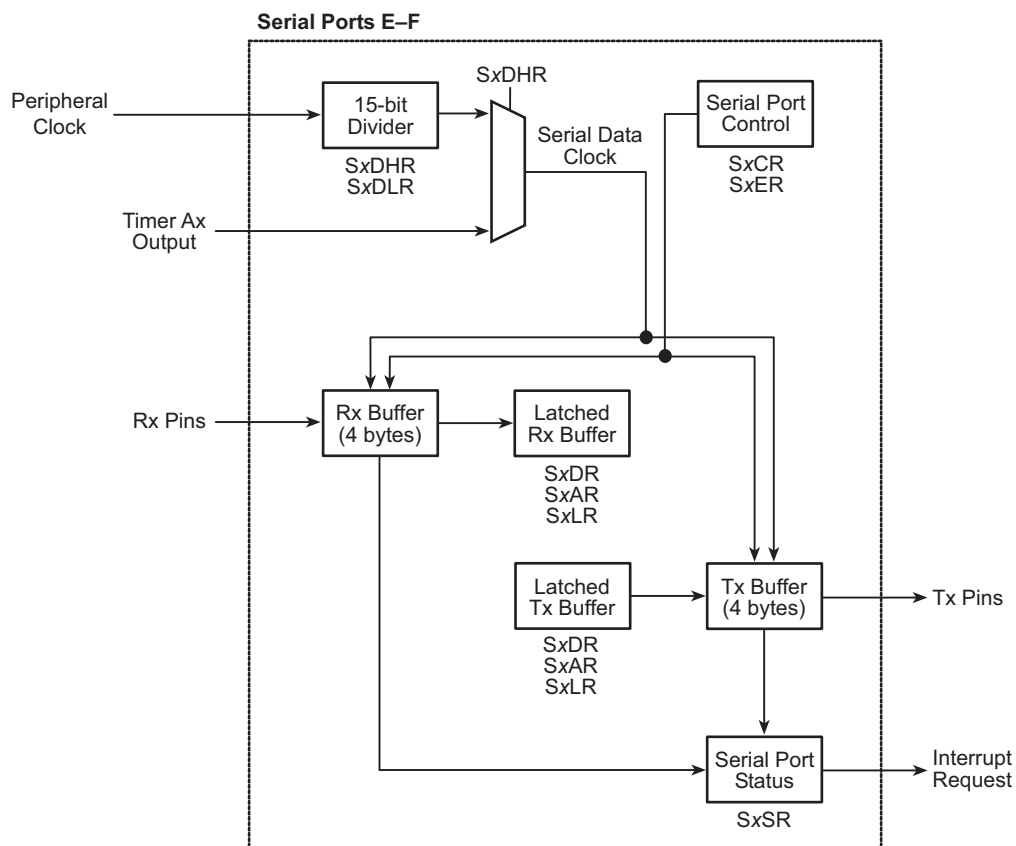 Serial Ports E–F
SxDHR
Peripheral
Clock
15-bit
Divider
Serial Port
Control
Serial Data
Clock
SxDHR
SxDLR
SxCR
SxER
Timer Ax
Output
Rx Pins
Rx Buffer
(4 bytes)
Latched
Rx Buffer
SxDR
SxAR
SxLR
Latched
Tx Buffer
Tx Buffer
(4 bytes)
Tx Pins
SxDR
SxAR
SxLR
Serial Port
Status
Interrupt
Request
SxSR